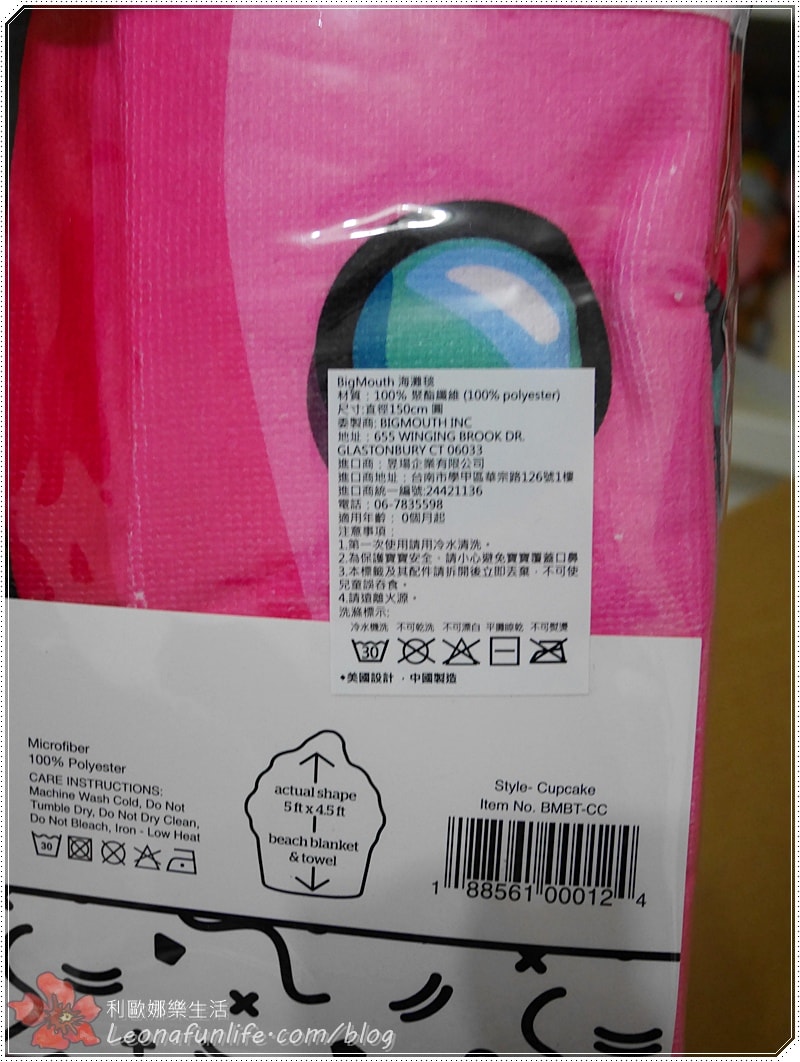 BigMouth 海灘毯
材質：100% 聚酯纖維 (100% polyester)
尺寸:直徑150cm 圓
委製商: BIGMOUTH INC
地址：655 WINGING BROOK DR.
GLASTONBURY CT 06033
進口商：昱場企業有限公司
進口商地址：台南市學甲區華宗路126號1樓
進口商統一編號:24421136
電話：06-7835598
適用年齡： 0個月起
注意事項：
1.第一次使用請用冷水清洗。
2.為保護寶寶安全，請小心避免寶寶覆蓋口鼻
3.本標籤及其配件請拆開後立即丟棄，不可使
兒童誤吞食。
4.請遠離火源。
洗滌標示:
冷水機洗 不可乾洗 不可漂白 平攤晾乾 不可熨燙
30
•美國設計，中國製造
Microfiber
100% Polyester
CARE INSTRUCTIONS:
Machine Wash Cold, Do Not
Tumble Dry, Do Not Dry Clean,
Do Not Bleach, Iron - Low Heat
30
actual shape
5 ft x 4.5 ft
beach blanket
& towel
Style- Cupcake
Item No. BMBT-CC
1 88561 00012 4
利歐娜樂生活
Leonafunlife.com/blog